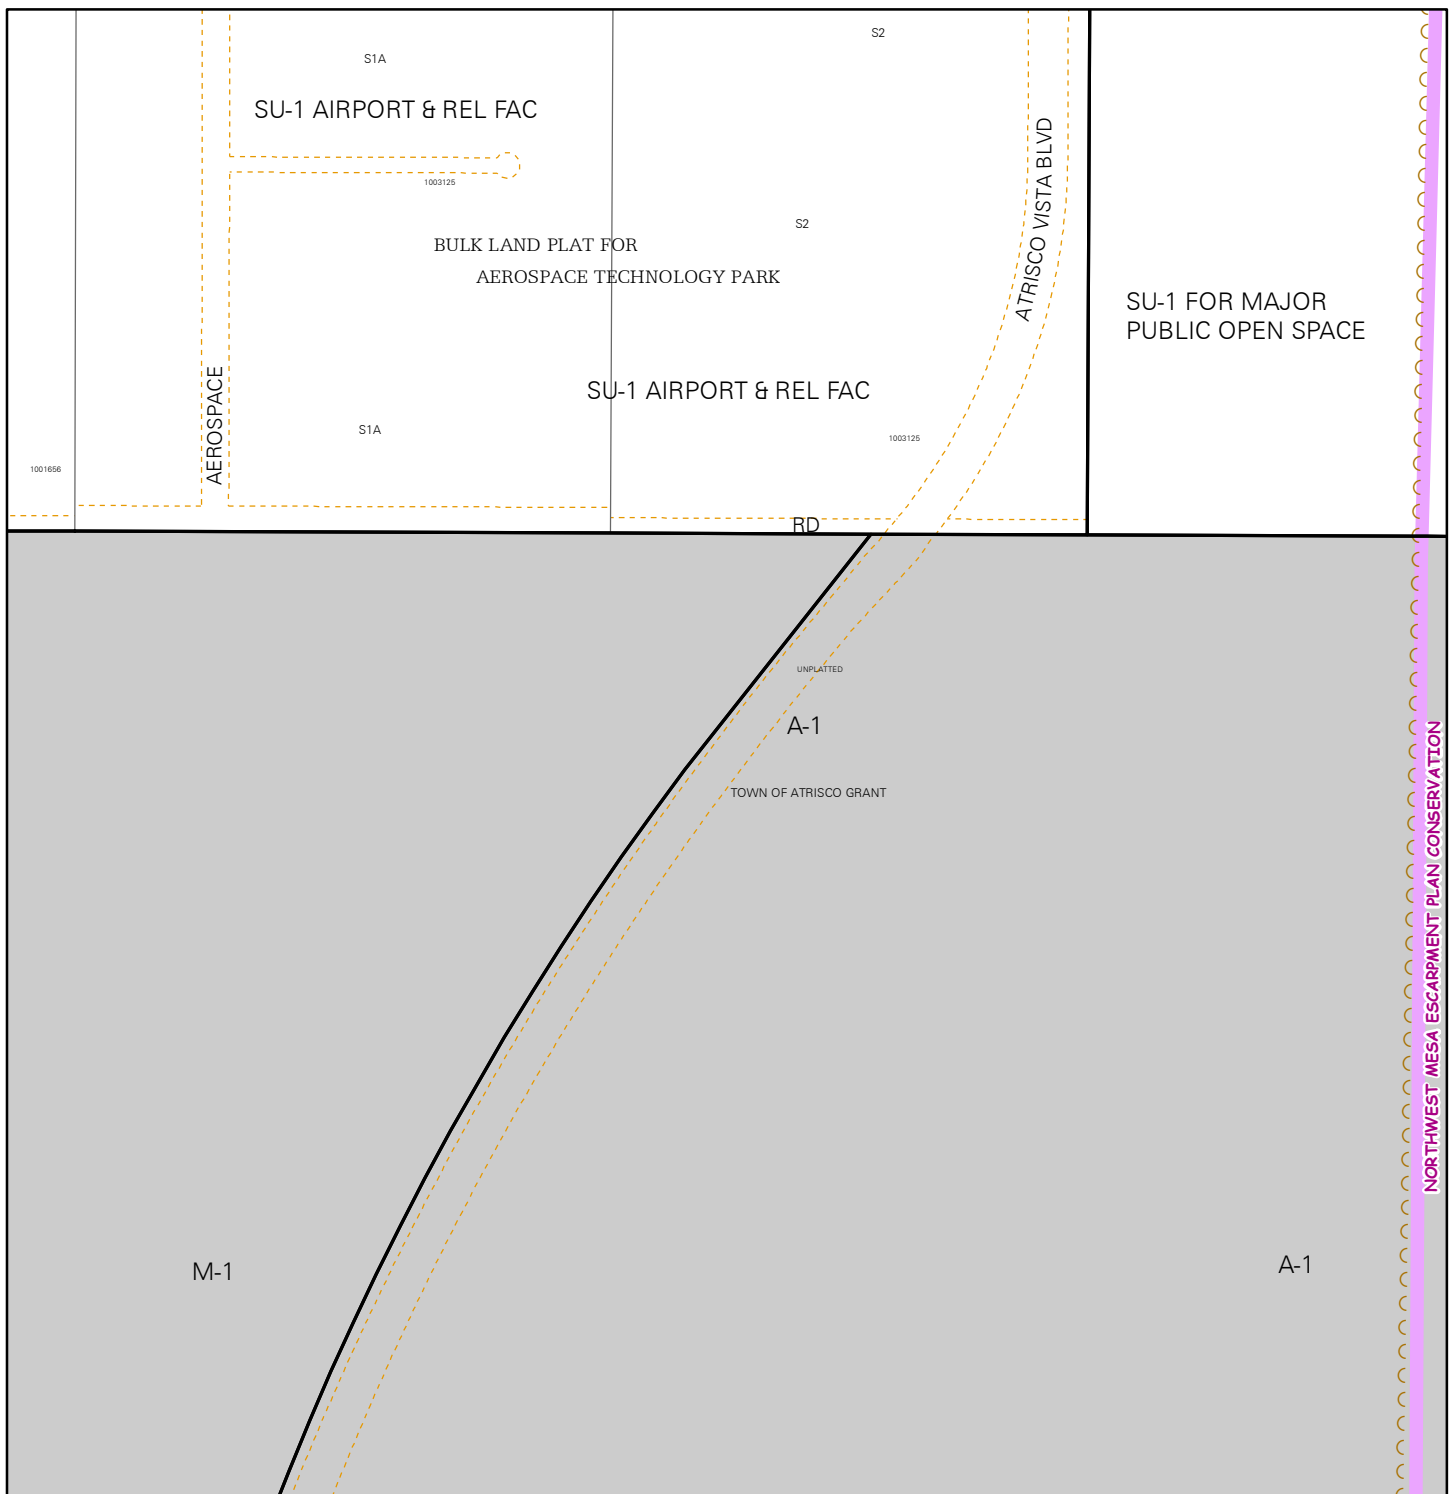 S2
S1A
SU-1 AIRPORT & REL FAC
1003125
ATRISCO VISTA BLVD
S2
BULK LAND PLAT FOR
AEROSPACE TECHNOLOGY PARK
SU-1 FOR MAJOR
PUBLIC OPEN SPACE
SU-1 AIRPORT & REL FAC
AEROSPACE
S1A
1003125
1001656
RD
UNPLATTED
A-1
TOWN OF ATRISCO GRANT
NORTHWEST MESA ESCARPMENT PLAN CONSERVATION
M-1
A-1